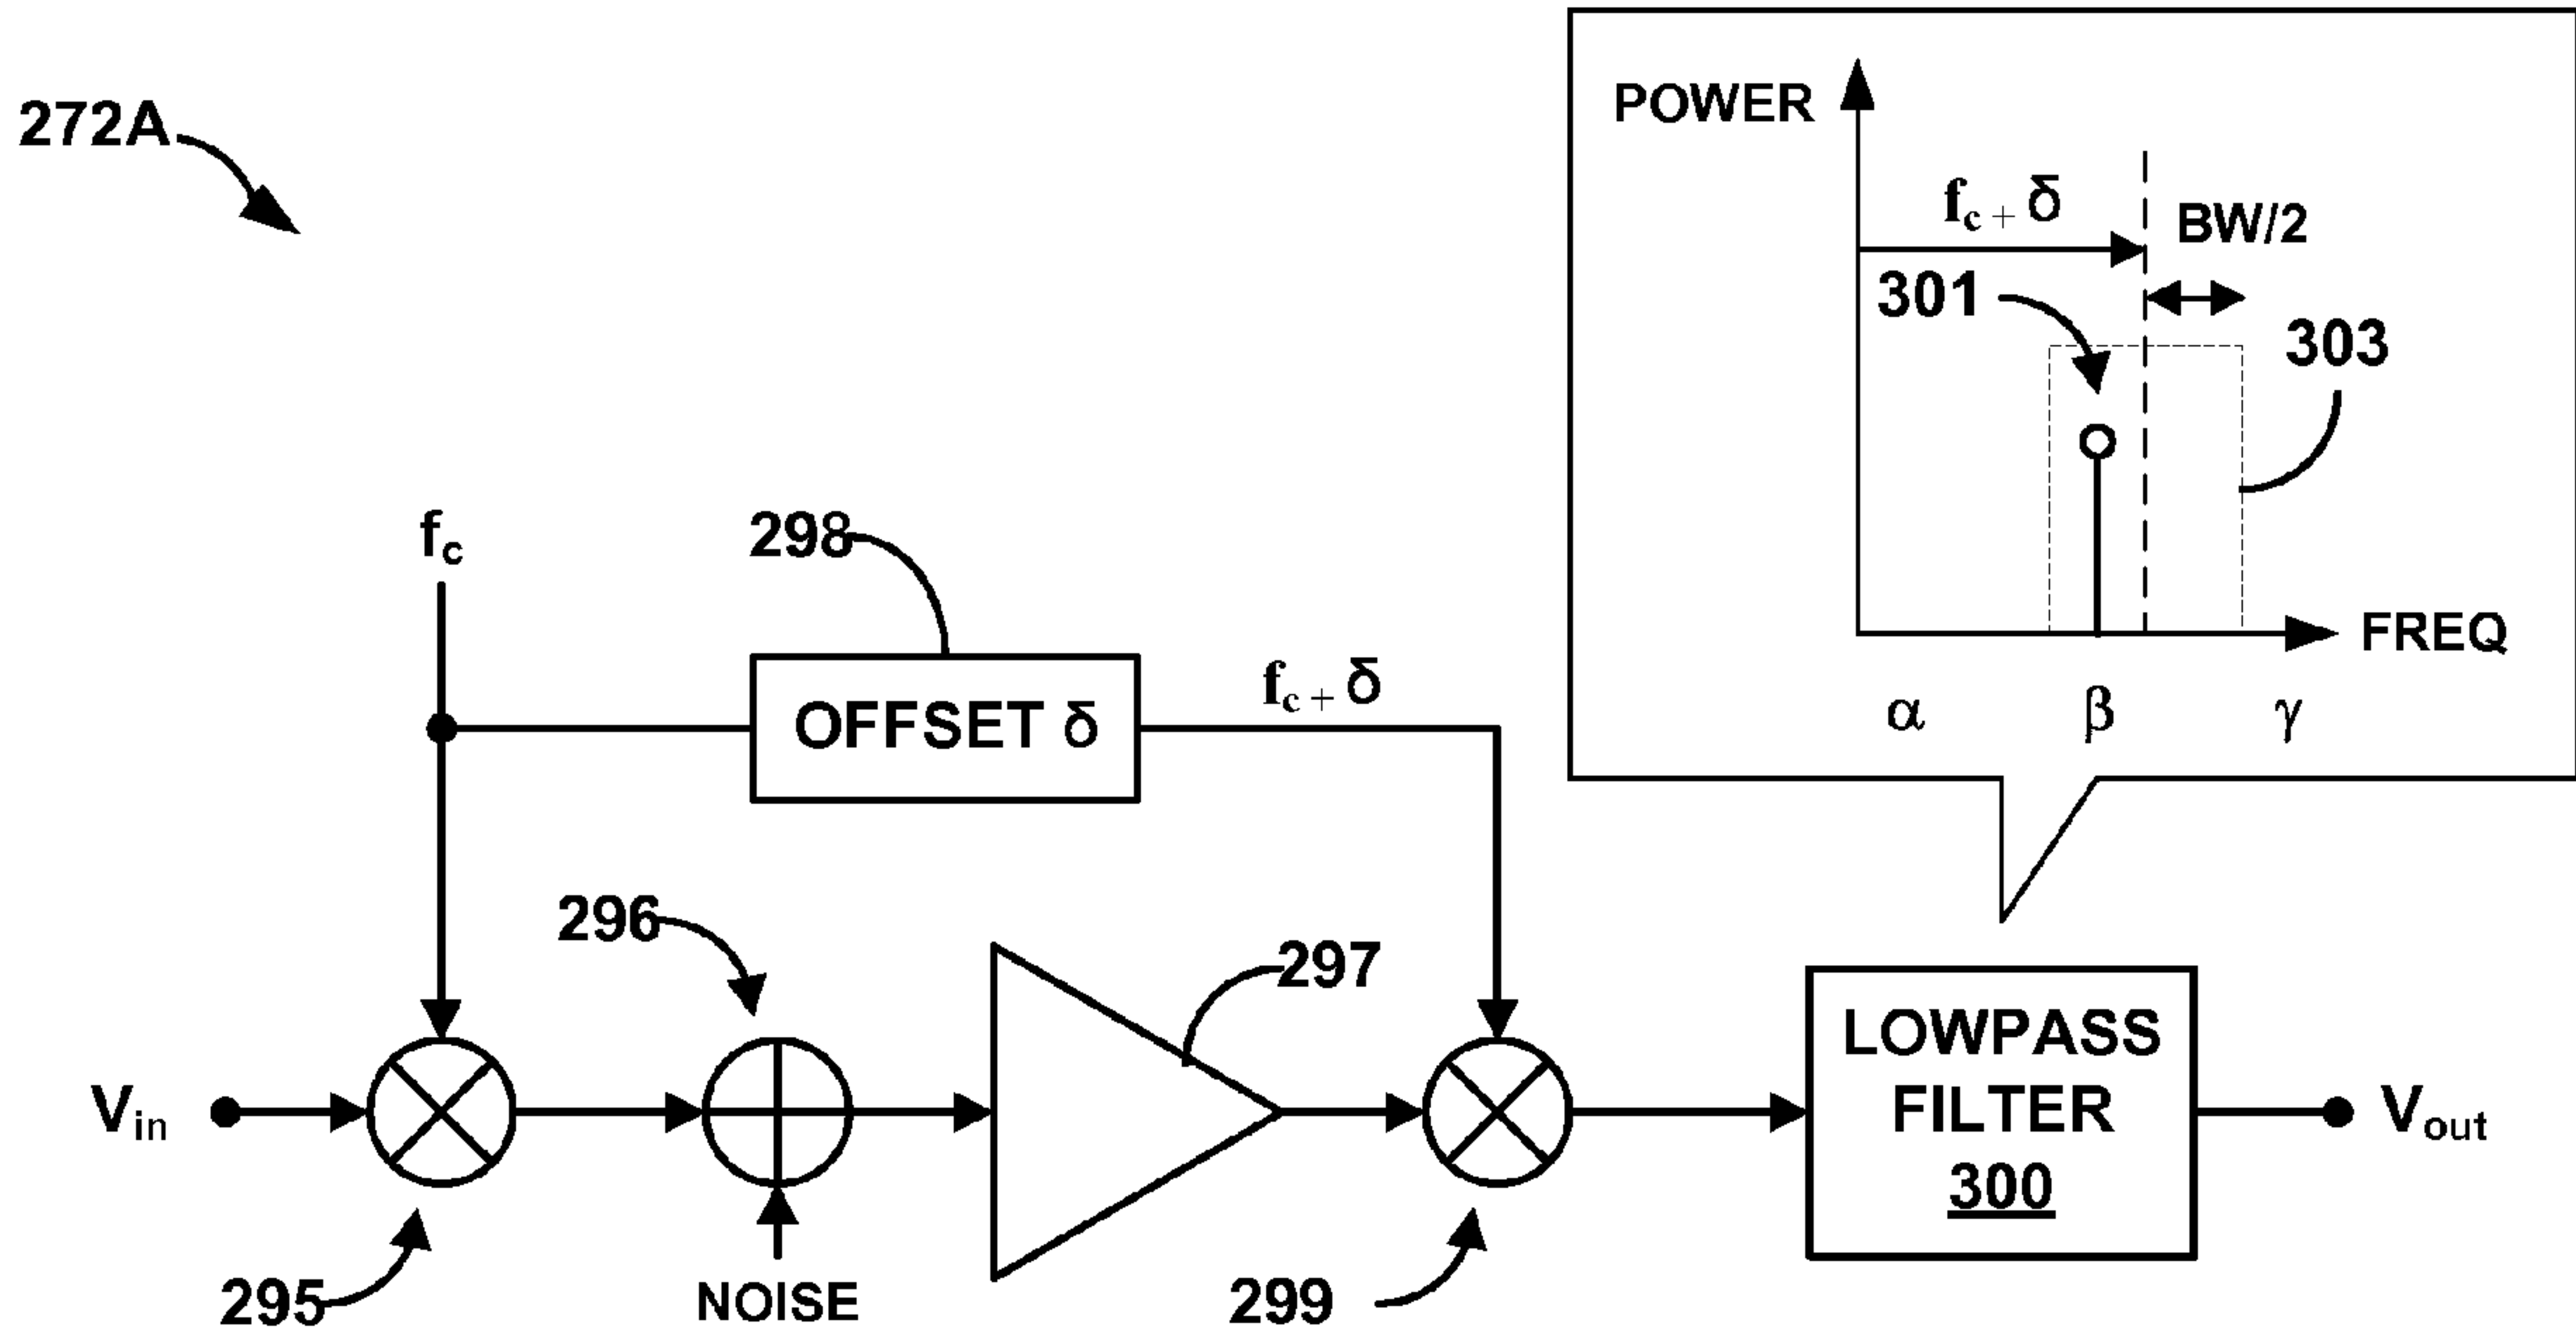 272A
POWER
fc + δ
BW/2
301
303
FREQ
α β γ
fc
298
OFFSET δ
fc + δ
296
297
Vin
LOWPASS
FILTER
300
Vout
295
NOISE
299